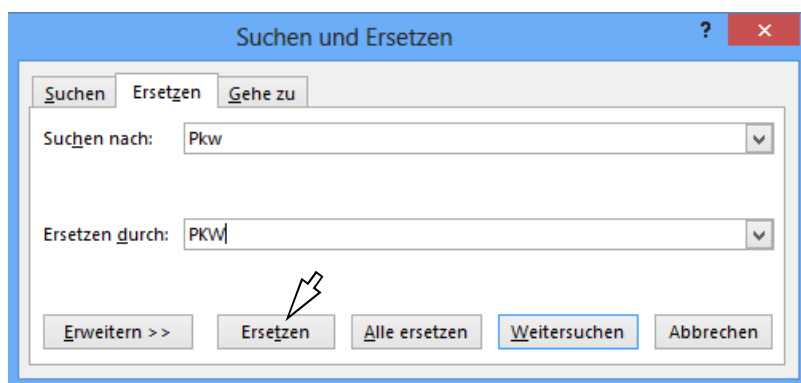 Suchen und Ersetzen ? ×
Suchen Ersetzen Gehe zu
Suchen nach: Pkw
Ersetzen durch: PKW
Erweitern >> Ersetzen Alle ersetzen Weitersuchen Abbrechen